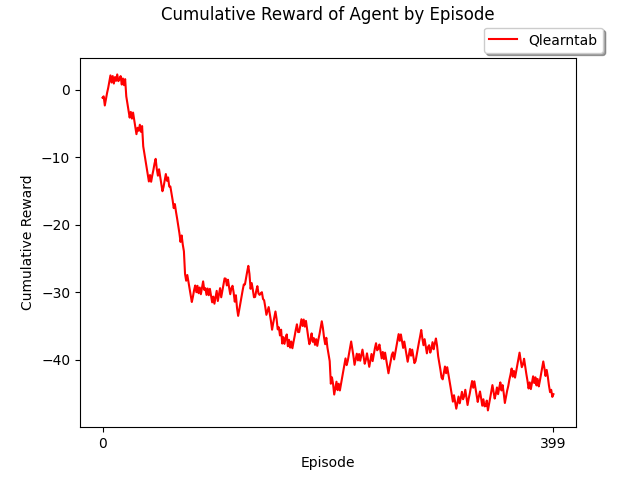 Cumulative Reward of Agent by Episode
Qlearntab
0
−10
−20
−30
−40
Cumulative Reward
0
399
Episode